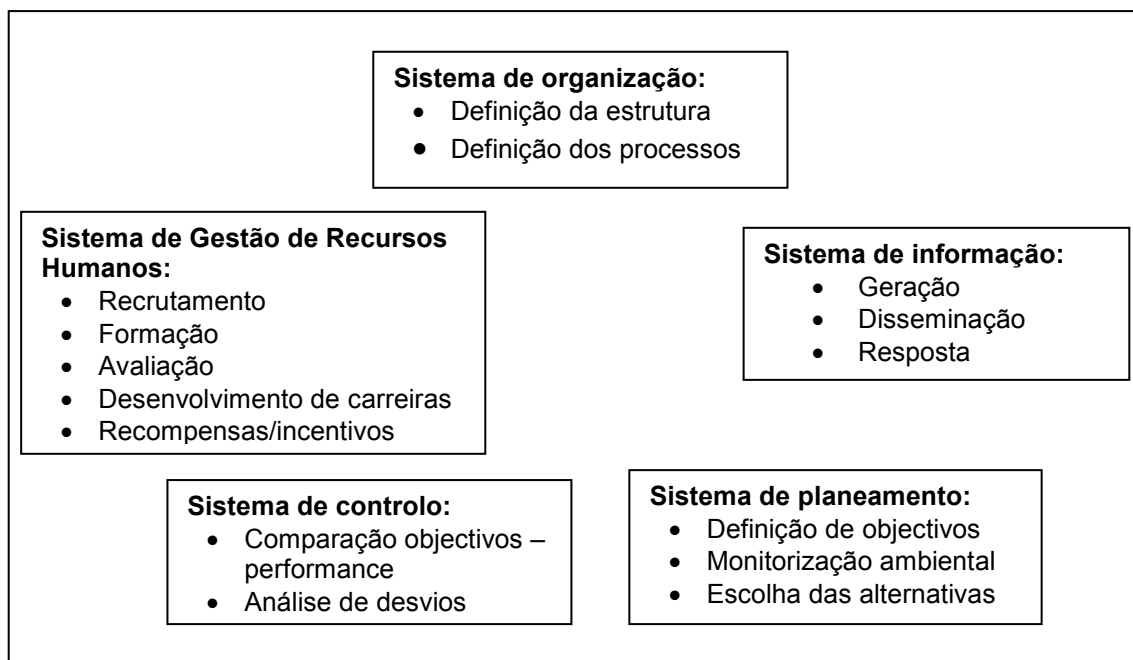 Sistema de organização:
• Definição da estrutura
• Definição dos processos
Sistema de Gestão de Recursos
Humanos:
• Recrutamento
• Formação
• Avaliação
• Desenvolvimento de carreiras
• Recompensas/incentivos
Sistema de informação:
• Geração
• Disseminação
• Resposta
Sistema de controlo:
• Comparação objectivos –
performance
• Análise de desvios
Sistema de planeamento:
• Definição de objectivos
• Monitorização ambiental
• Escolha das alternativas